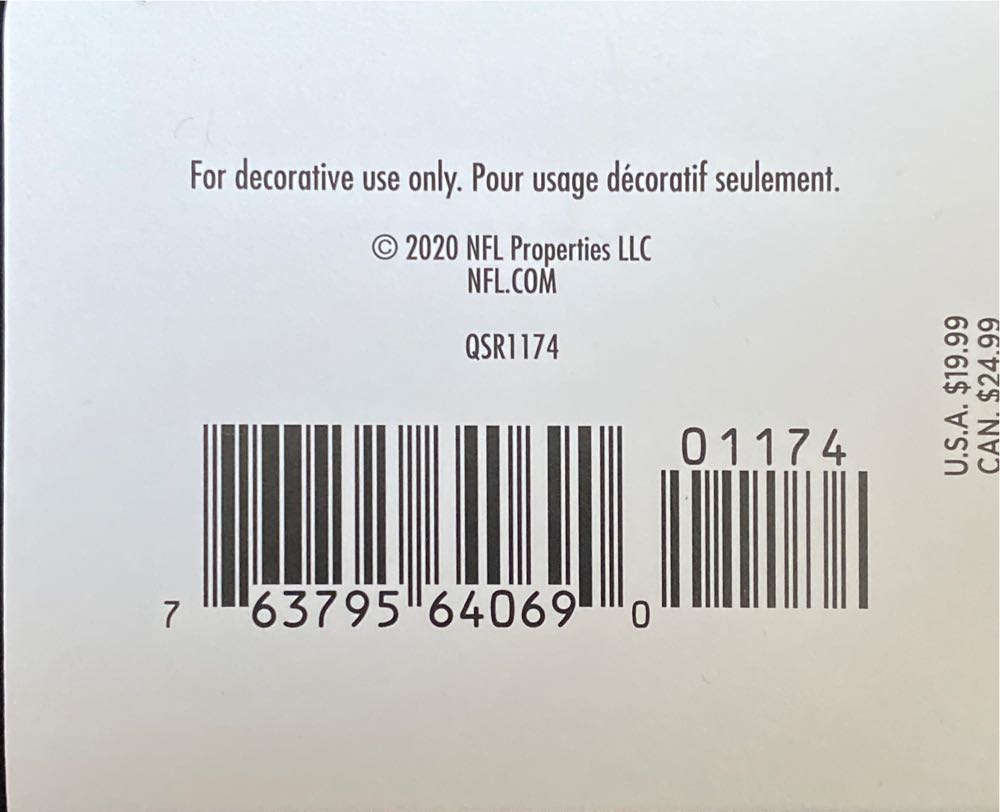 For decorative use only. Pour usage décoratif seulement.
© 2020 NFL Properties LLC
NFL.COM
QSR1174
01174
7 63795 64069 0
U.S.A. $19.99
CAN. $24.99